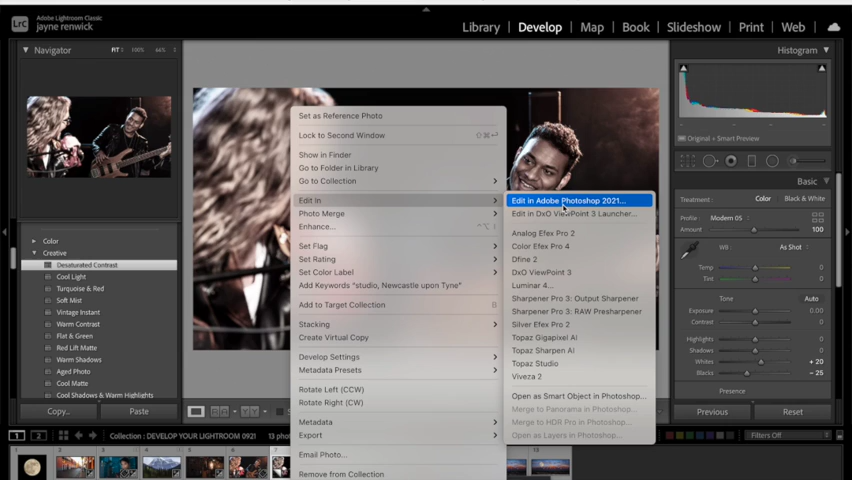 LrC
Adobe Lightroom Classic
jayne renwick
Library | Develop | Map | Book | Slideshow | Print | Web
Navigator
FIT
100%
66%
Histogram
Original + Smart Preview
Basic
Treatment:
Color
Black & White
Profile:
Modern 05
Amount
100
WB:
As Shot
Temp
0
Tint
0
Tone
Auto
Exposure
0.00
Contrast
0
Highlights
0
Shadows
0
Whites
+ 20
Blacks
- 25
Presence
Previous
Reset
Color
Creative
Desaturated Contrast
Cool Light
Turquoise & Red
Soft Mist
Vintage Instant
Warm Contrast
Flat & Green
Red Lift Matte
Warm Shadows
Aged Photo
Cool Matte
Cool Shadows & Warm Highlights
Copy...
Paste
Set as Reference Photo
Lock to Second Window
Show in Finder
Go to Folder in Library
Go to Collection
Edit In
Photo Merge
Enhance...
Set Flag
Set Rating
Set Color Label
Add Keywords "studio, Newcastle upon Tyne"
Add to Target Collection B
Stacking
Create Virtual Copy
Develop Settings
Metadata Presets
Rotate Left (CCW)
Rotate Right (CW)
Metadata
Export
Email Photo...
Remove from Collection
Edit in Adobe Photoshop 2021...
Edit in DxO ViewPoint 3 Launcher...
Analog Efex Pro 2
Color Efex Pro 4
Dfine 2
DxO ViewPoint 3
Luminar 4...
Sharpener Pro 3: Output Sharpener
Sharpener Pro 3: RAW Presharpener
Silver Efex Pro 2
Topaz Gigapixel AI
Topaz Sharpen AI
Topaz Studio
Viveza 2
Open as Smart Object in Photoshop...
Merge to Panorama in Photoshop...
Merge to HDR Pro in Photoshop...
Open as Layers in Photoshop...
1
2
Collection : DEVELOP YOUR LIGHTROOM 0921
Filters Off